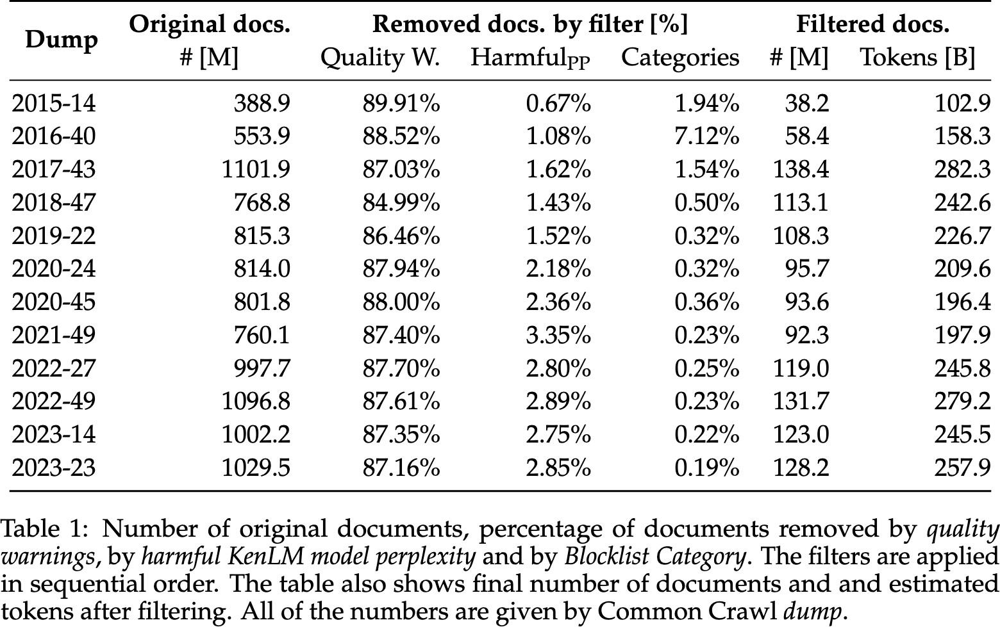 Dump Original docs. Removed docs. by filter [%] Filtered docs.
# [M] Quality W. Harmful_PP Categories # [M] Tokens [B]
2015-14 388.9 89.91% 0.67% 1.94% 38.2 102.9
2016-40 553.9 88.52% 1.08% 7.12% 58.4 158.3
2017-43 1101.9 87.03% 1.62% 1.54% 138.4 282.3
2018-47 768.8 84.99% 1.43% 0.50% 113.1 242.6
2019-22 815.3 86.46% 1.52% 0.32% 108.3 226.7
2020-24 814.0 87.94% 2.18% 0.32% 95.7 209.6
2020-45 801.8 88.00% 2.36% 0.36% 93.6 196.4
2021-49 760.1 87.40% 3.35% 0.23% 92.3 197.9
2022-27 997.7 87.70% 2.80% 0.25% 119.0 245.8
2022-49 1096.8 87.61% 2.89% 0.23% 131.7 279.2
2023-14 1002.2 87.35% 2.75% 0.22% 123.0 245.5
2023-23 1029.5 87.16% 2.85% 0.19% 128.2 257.9
Table 1: Number of original documents, percentage of documents removed by quality
warnings, by harmful KenLM model perplexity and by Blocklist Category. The filters are applied
in sequential order. The table also shows final number of documents and and estimated
tokens after filtering. All of the numbers are given by Common Crawl dump.